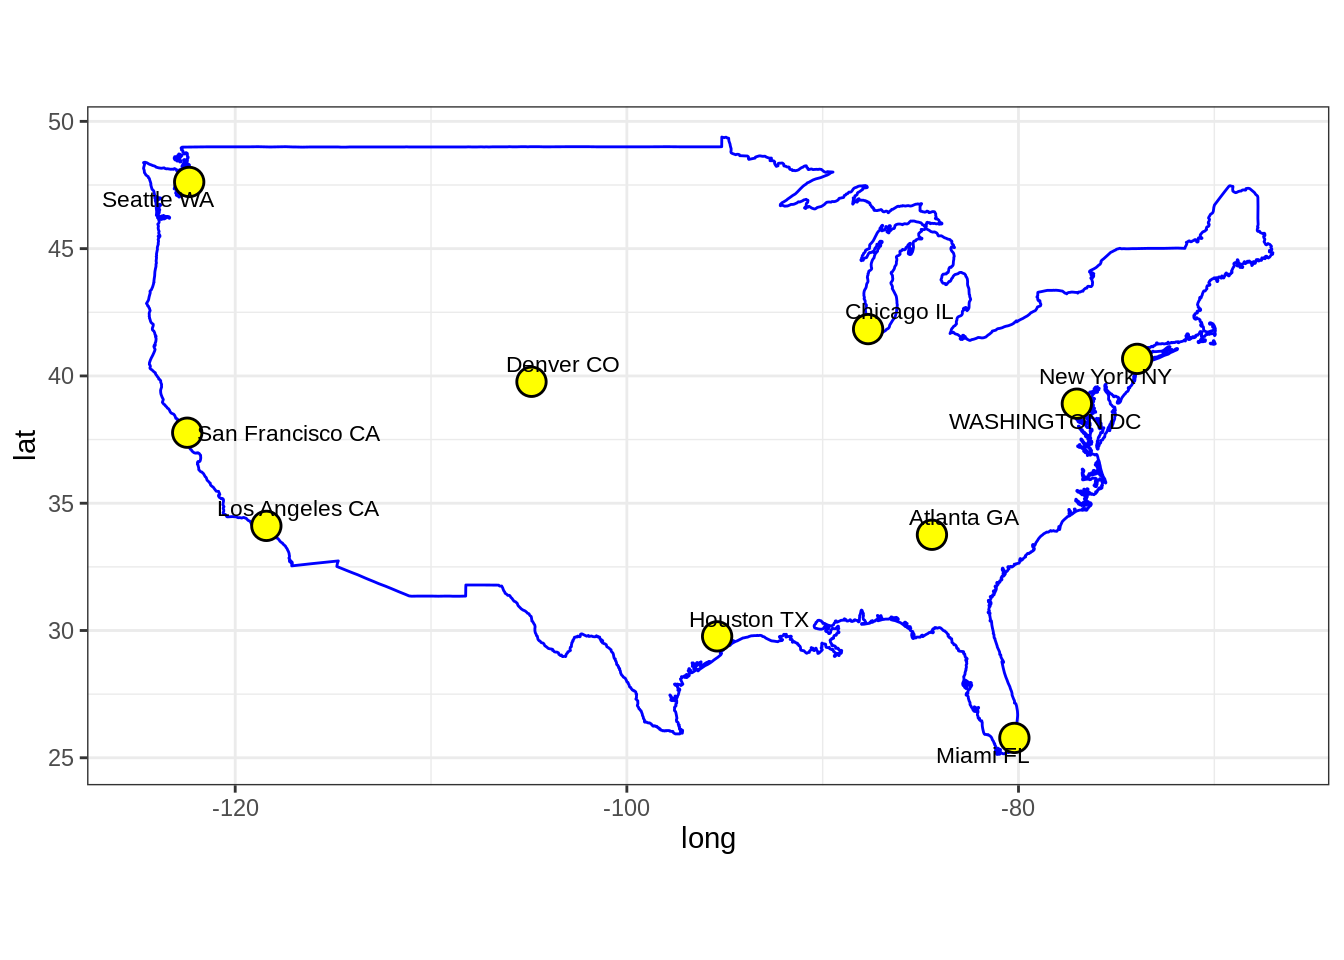 50
Seattle WA
45
Chicago IL
Denver CO
40
New York NY
WASHINGTON DC
San Francisco CA
lat
35
Los Angeles CA
Atlanta GA
30
Houston TX
25
Miami FL
-120
-100
-80
long